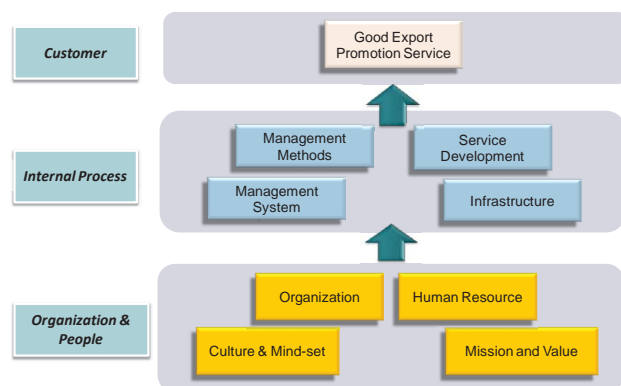 Customer
Good Export
Promotion Service
Internal Process
Management
Methods
Service
Development
Management
System
Infrastructure
Organization &
People
Organization
Human Resource
Culture & Mind-set
Mission and Value